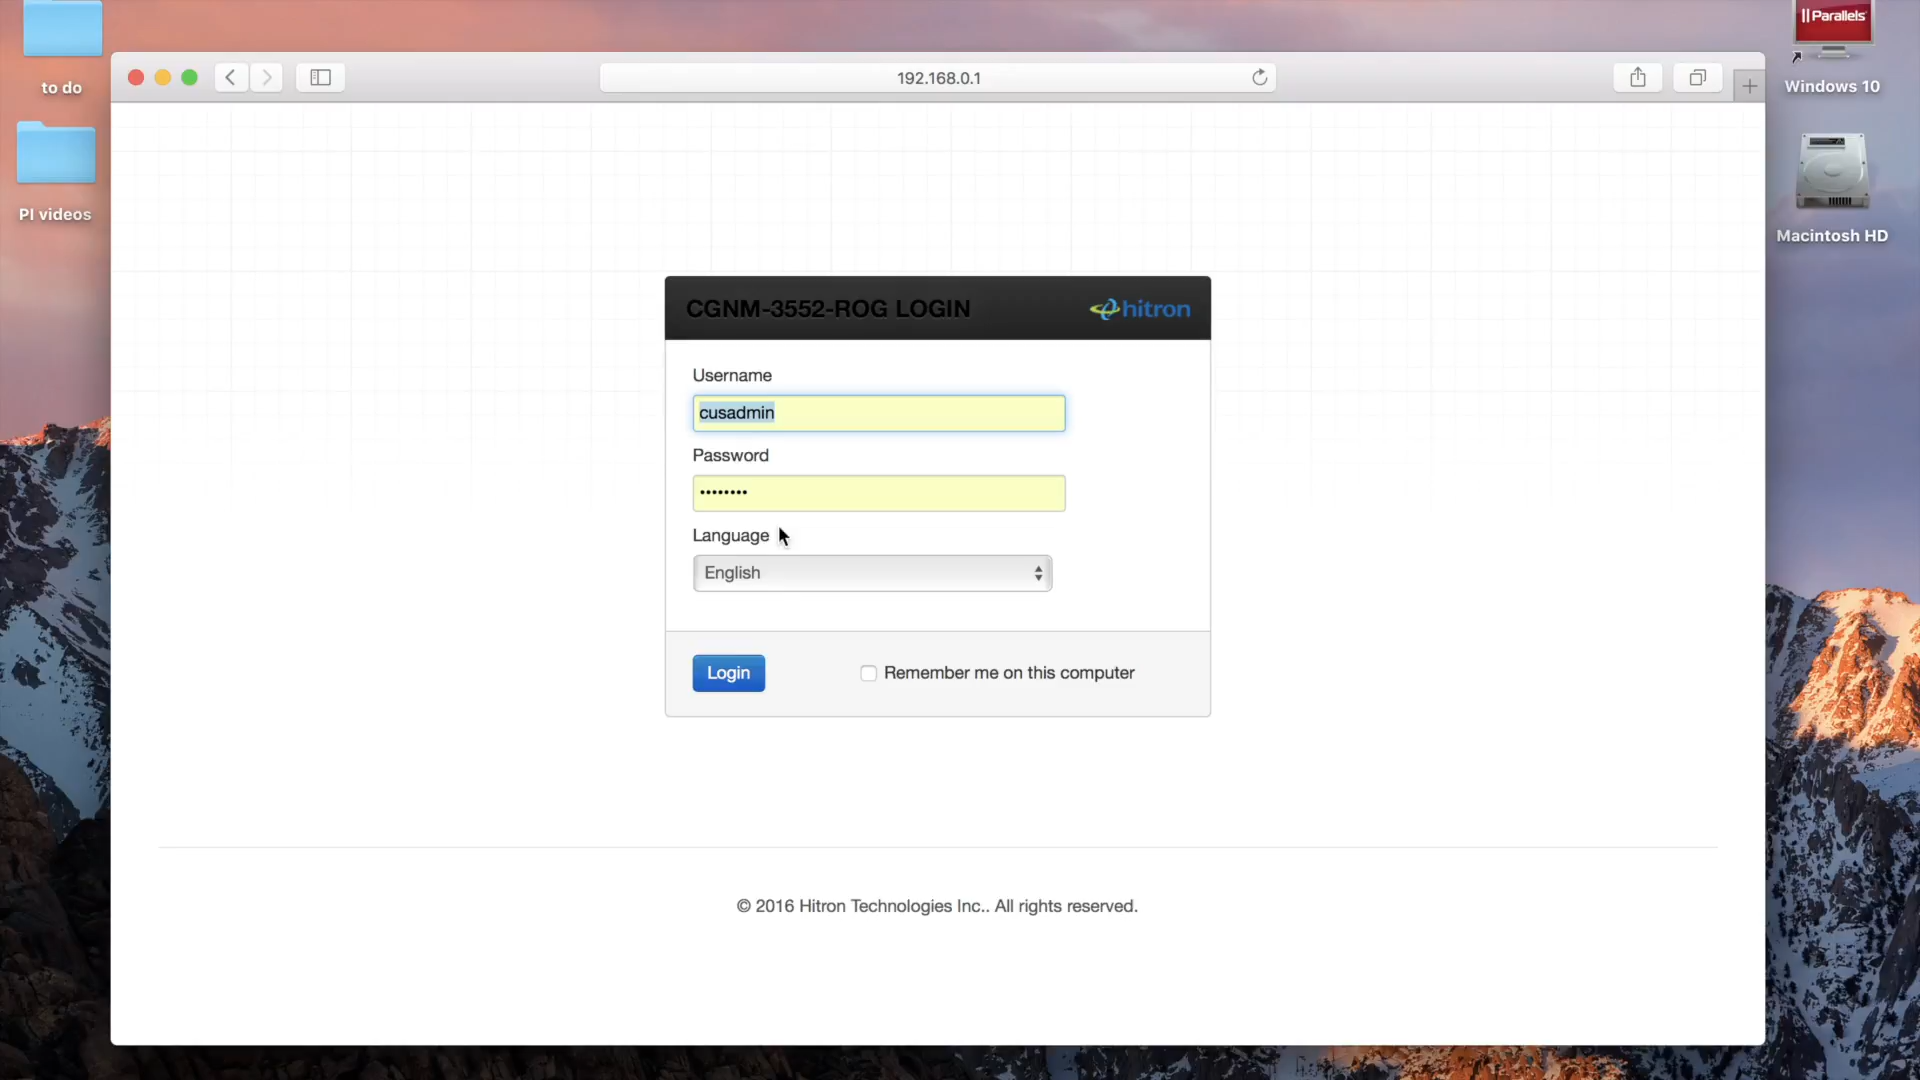 to do
PI videos
192.168.0.1
Parallels
Windows 10
Macintosh HD
CGNM-3552-ROG LOGIN
hitron
Username
cusadmin
Password
••••••••
Language
English
Login
Remember me on this computer
© 2016 Hitron Technologies Inc.. All rights reserved.